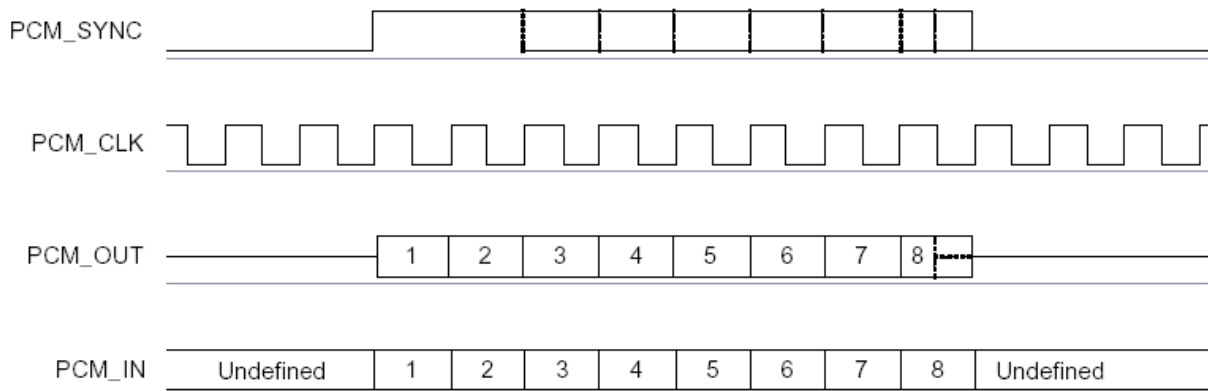 PCM_SYNC
PCM_CLK
PCM_OUT 1 2 3 4 5 6 7 8
PCM_IN Undefined 1 2 3 4 5 6 7 8 Undefined